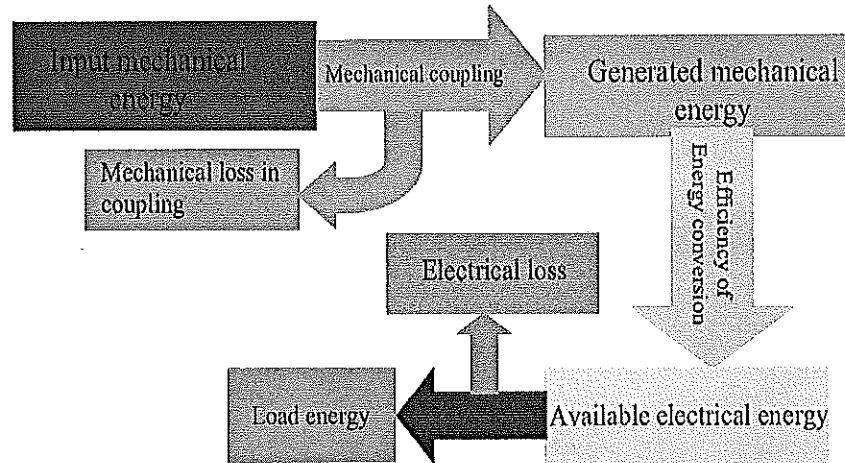 Input mechanical
energy
Mechanical coupling
Generated mechanical
energy
Mechanical loss in
coupling
Efficiency of
Energy conversion
Electrical loss
Load energy
Available electrical energy